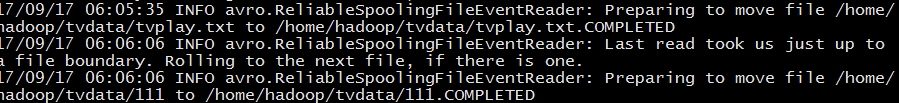 17/09/17 06:05:35 INFO avro.ReliableSpoolingFileEventReader: Preparing to move file /home/
hadoop/tvdata/tvplay.txt to /home/hadoop/tvdata/tvplay.txt.COMPLETED
17/09/17 06:06:06 INFO avro.ReliableSpoolingFileEventReader: Last read took us just up to
a file boundary. Rolling to the next file, if there is one.
17/09/17 06:06:06 INFO avro.ReliableSpoolingFileEventReader: Preparing to move file /home/
hadoop/tvdata/111 to /home/hadoop/tvdata/111.COMPLETED